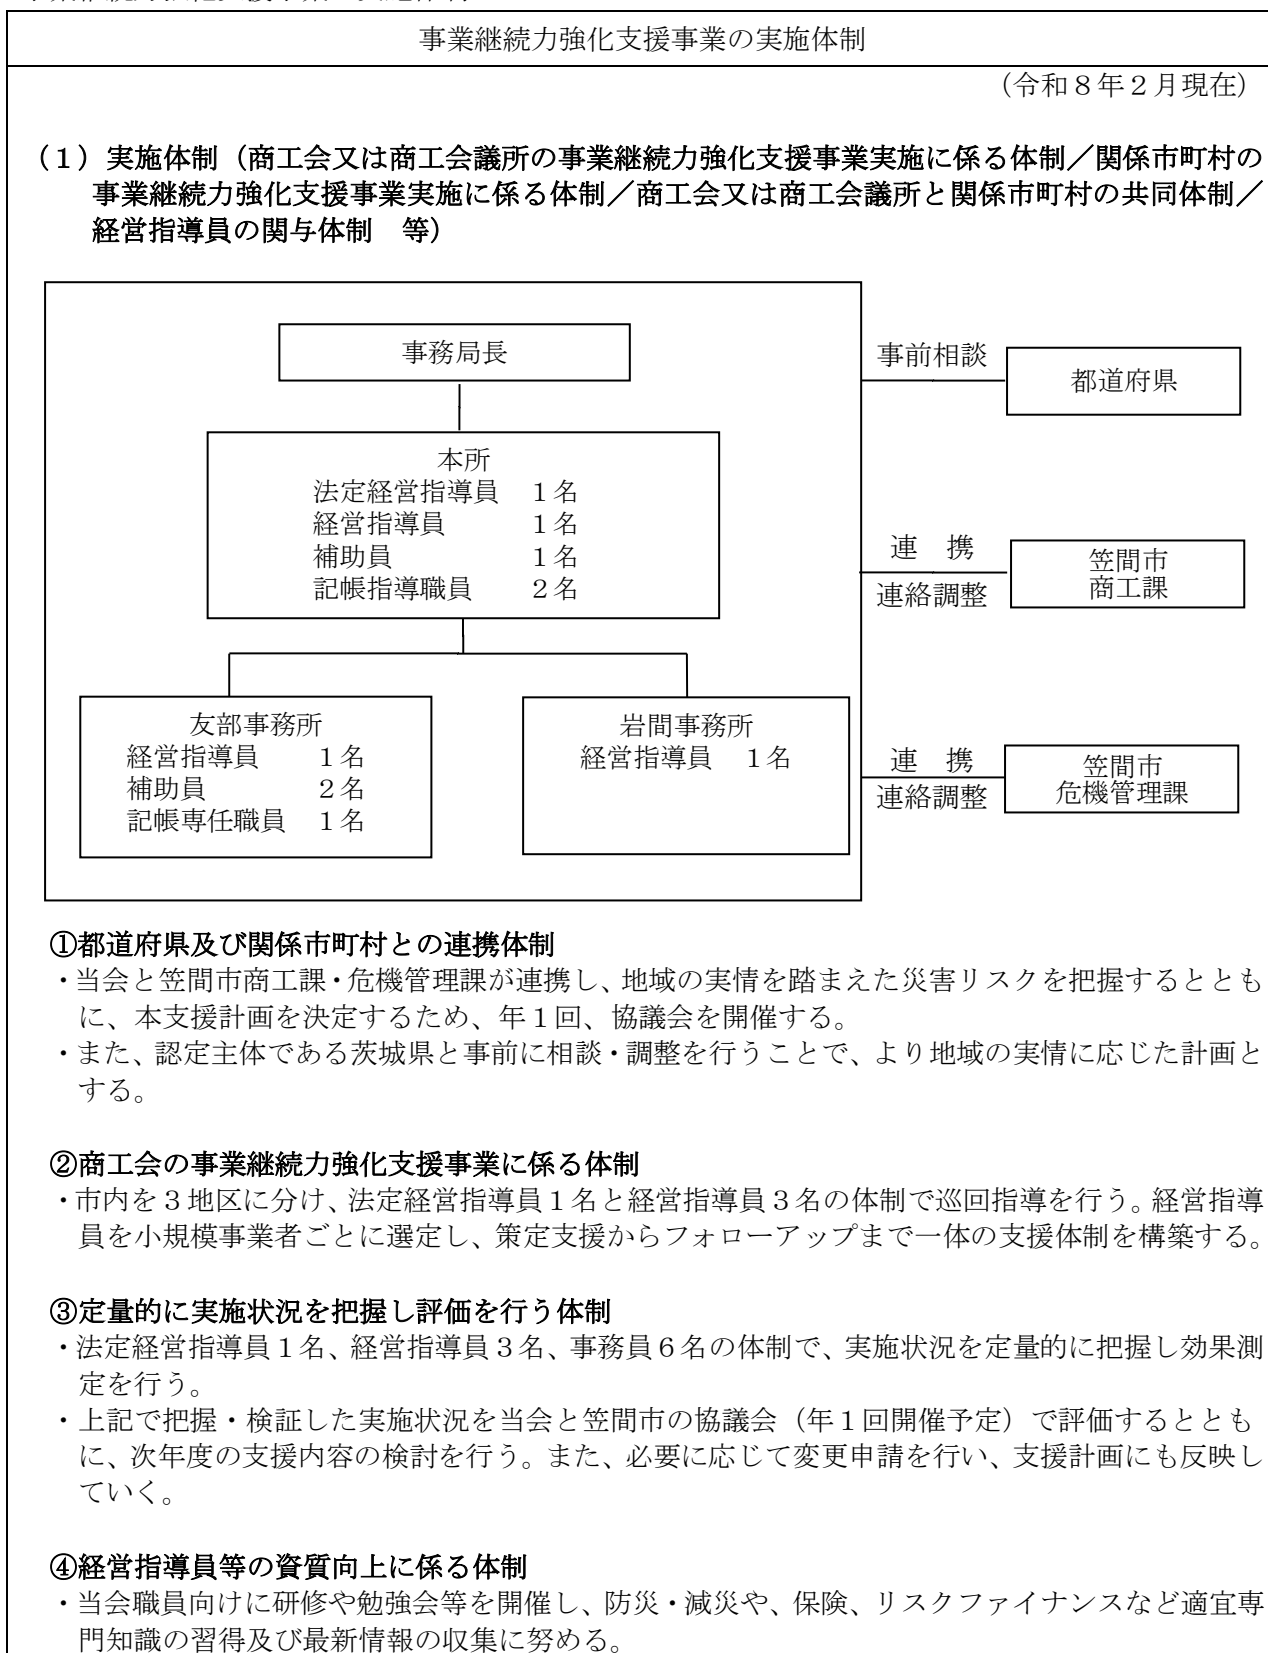 事業継続力強化支援事業の実施体制
（令和８年２月現在）
（１）実施体制（商工会又は商工会議所の事業継続力強化支援事業実施に係る体制／関係市町村の
事業継続力強化支援事業実施に係る体制／商工会又は商工会議所と関係市町村の共同体制／
経営指導員の関与体制　等）
事務局長
事前相談
都道府県
本所
法定経営指導員　１名
経営指導員　１名
補助員　１名
記帳指導職員　２名
連　携
連絡調整
笠間市
商工課
友部事務所
経営指導員　１名
補助員　２名
記帳専任職員　１名
岩間事務所
経営指導員　１名
連　携
連絡調整
笠間市
危機管理課
①都道府県及び関係市町村との連携体制
・当会と笠間市商工課・危機管理課が連携し、地域の実情を踏まえた災害リスクを把握するととも
に、本支援計画を決定するため、年１回、協議会を開催する。
・また、認定主体である茨城県と事前に相談・調整を行うことで、より地域の実情に応じた計画と
する。
②商工会の事業継続力強化支援事業に係る体制
・市内を３地区に分け、法定経営指導員１名と経営指導員３名の体制で巡回指導を行う。経営指導
員を小規模事業者ごとに選定し、策定支援からフォローアップまで一体の支援体制を構築する。
③定量的に実施状況を把握し評価を行う体制
・法定経営指導員１名、経営指導員３名、事務員６名の体制で、実施状況を定量的に把握し効果測
定を行う。
・上記で把握・検証した実施状況を当会と笠間市の協議会（年１回開催予定）で評価するととも
に、次年度の支援内容の検討を行う。また、必要に応じて変更申請を行い、支援計画にも反映し
ていく。
④経営指導員等の資質向上に係る体制
・当会職員向けに研修や勉強会等を開催し、防災・減災や、保険、リスクファイナンスなど適宜専
門知識の習得及び最新情報の収集に努める。